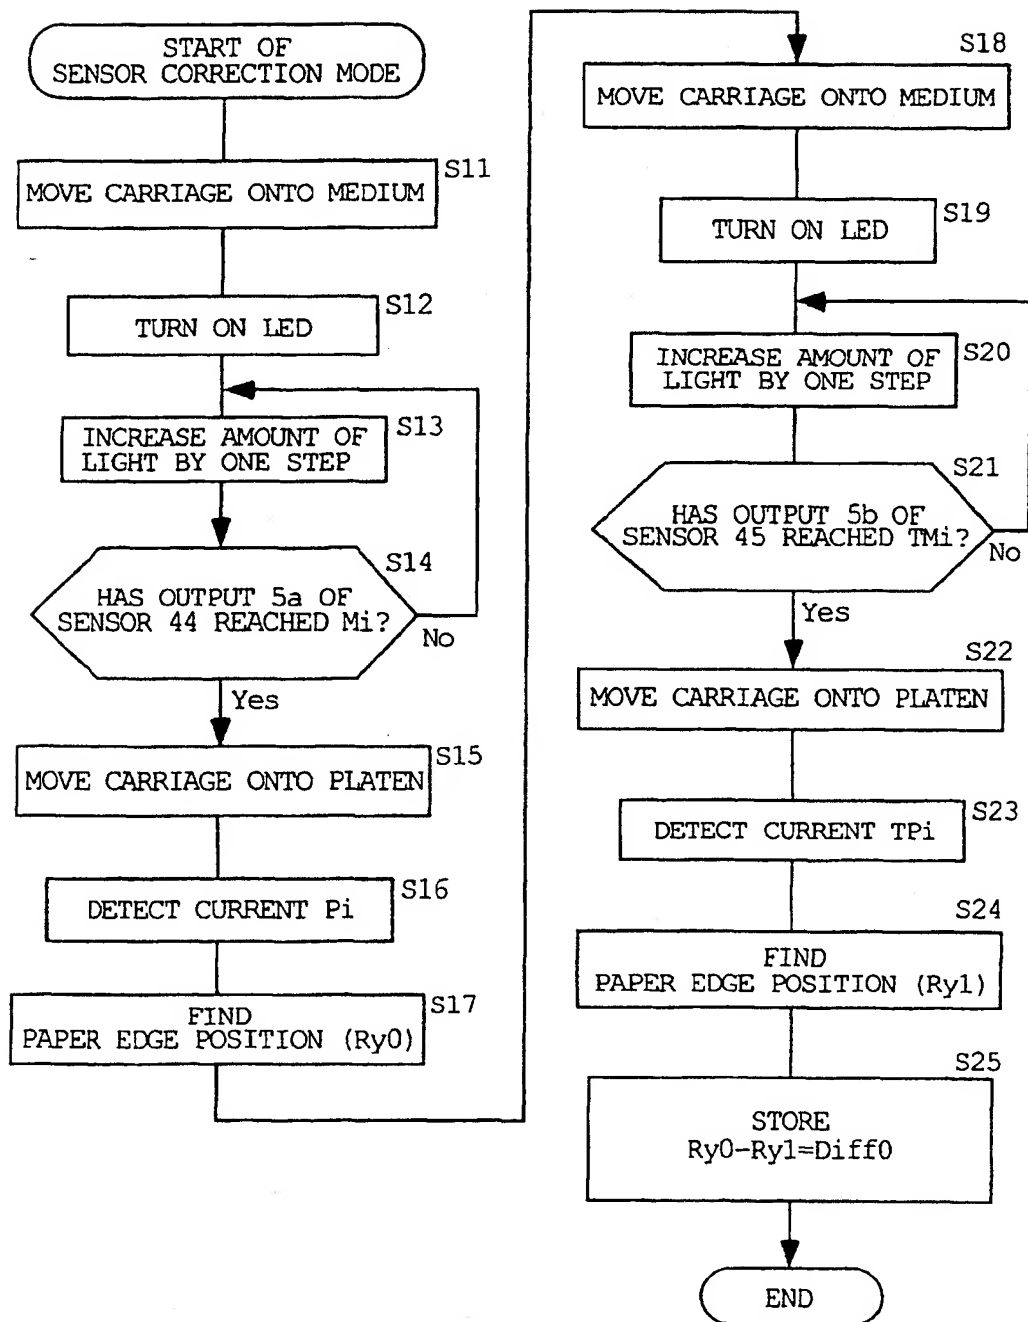 START OF
SENSOR CORRECTION MODE
S11
MOVE CARRIAGE ONTO MEDIUM
S12
TURN ON LED
S13
INCREASE AMOUNT OF
LIGHT BY ONE STEP
S14
HAS OUTPUT 5a OF
SENSOR 44 REACHED Mi?
No
Yes
S15
MOVE CARRIAGE ONTO PLATEN
S16
DETECT CURRENT Pi
S17
FIND
PAPER EDGE POSITION (Ry0)
S18
MOVE CARRIAGE ONTO MEDIUM
S19
TURN ON LED
S20
INCREASE AMOUNT OF
LIGHT BY ONE STEP
S21
HAS OUTPUT 5b OF
SENSOR 45 REACHED TMi?
No
Yes
S22
MOVE CARRIAGE ONTO PLATEN
S23
DETECT CURRENT TPi
S24
FIND
PAPER EDGE POSITION (Ry1)
S25
STORE
Ry0-Ry1=Diff0
END